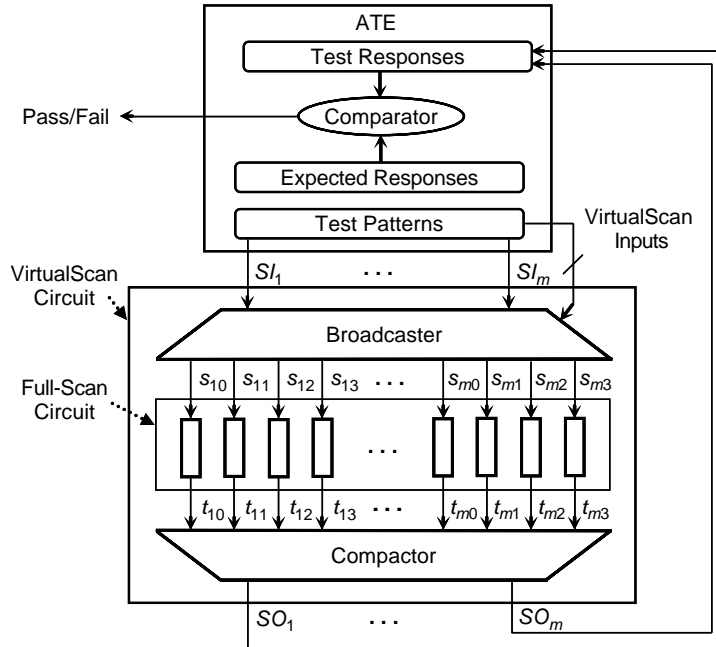 ATE
Test Responses
Pass/Fail
Comparator
Expected Responses
Test Patterns
VirtualScan
Inputs
SI1 ... SIm
VirtualScan
Circuit
Broadcaster
s10 s11 s12 s13 ... sm0 sm1 sm2 sm3
Full-Scan
Circuit
...
t10 t11 t12 t13 ... tm0 tm1 tm2 tm3
Compactor
SO1 ... SOm